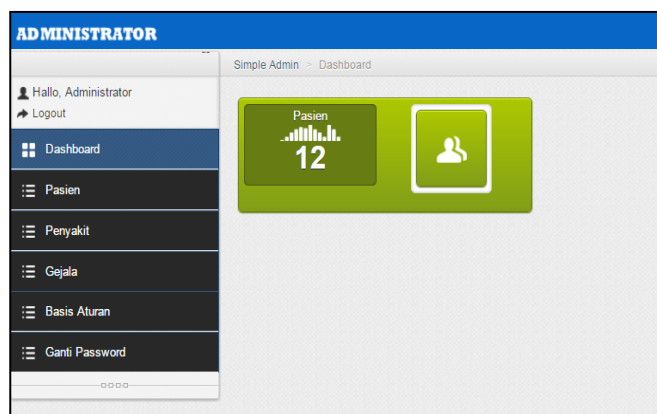 ADMINISTRATOR
Simple Admin > Dashboard
Hallo, Administrator
Logout
Dashboard
Pasien
Penyakit
Gejala
Basis Aturan
Ganti Password
Pasien
12